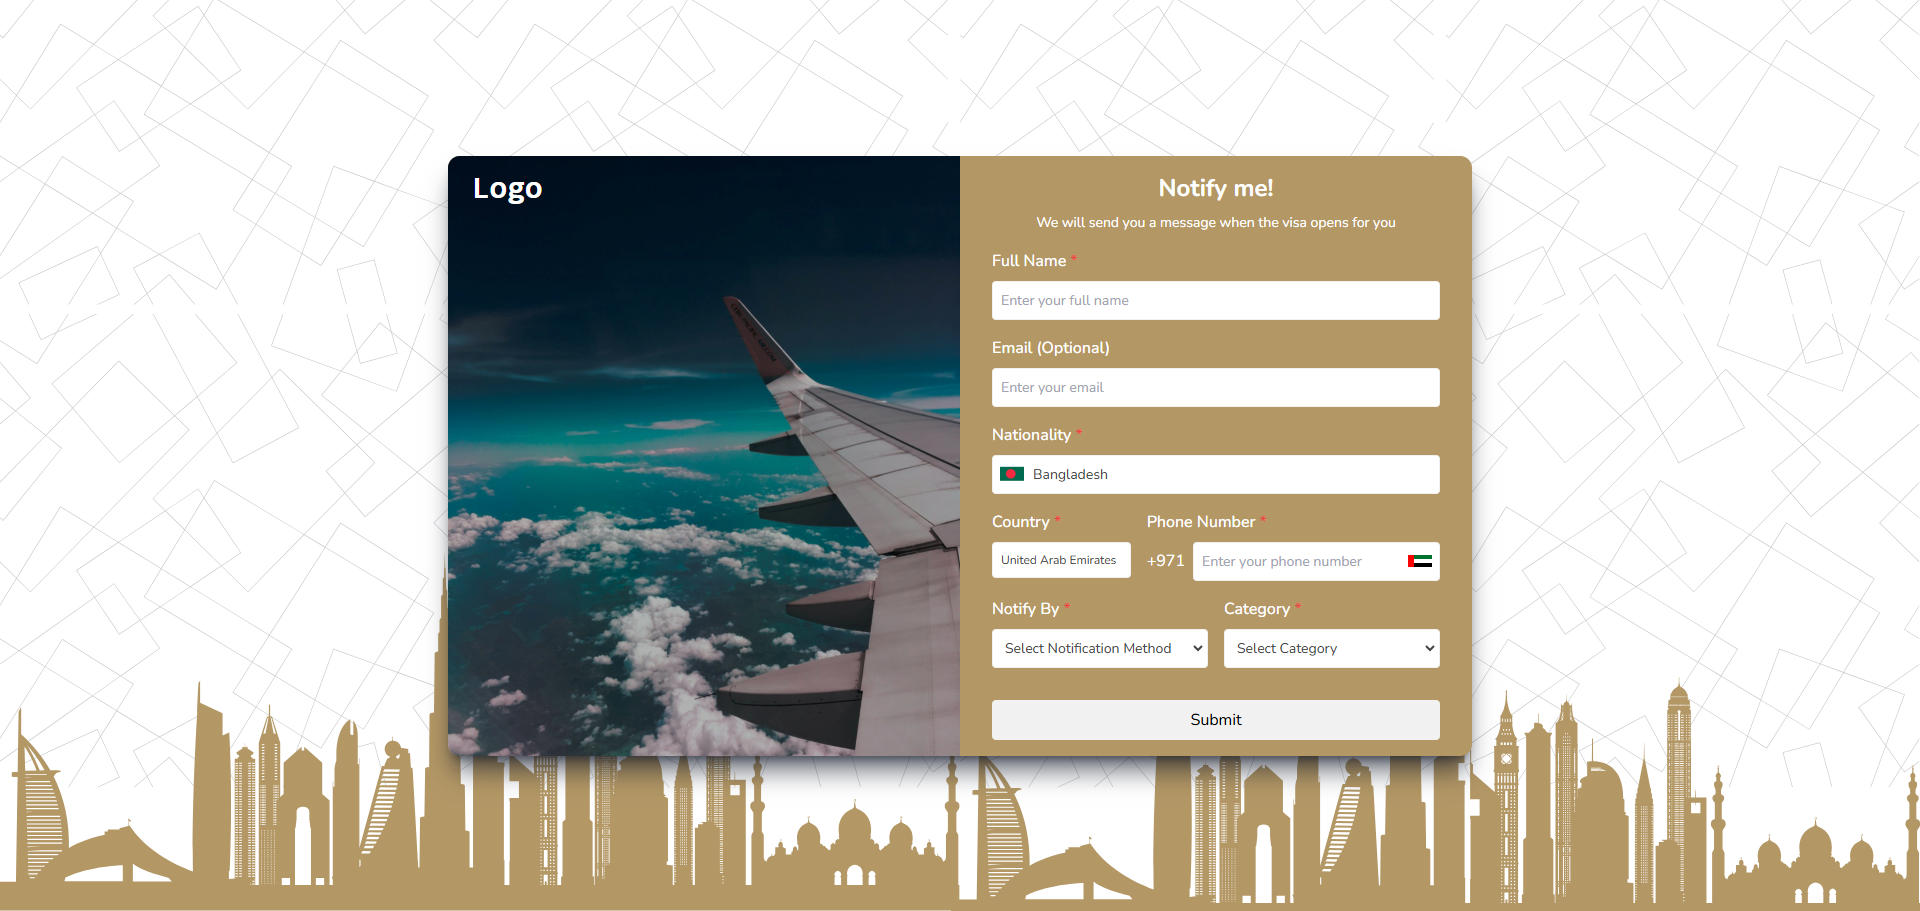 Logo
Notify me!
We will send you a message when the visa opens for you
Full Name *
Enter your full name
Email (Optional)
Enter your email
Nationality *
Bangladesh
Country * Phone Number *
United Arab Emirates +971 Enter your phone number
Notify By * Category *
Select Notification Method Select Category
Submit